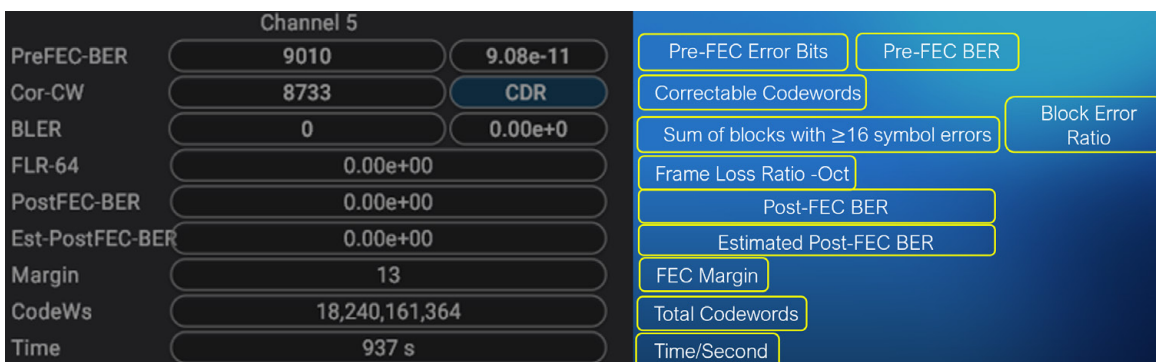 Channel 5
PreFEC-BER 9010 9.08e-11 Pre-FEC Error Bits Pre-FEC BER
Cor-CW 8733 CDR Correctable Codewords
BLER 0 0.00e+0 Sum of blocks with ≥16 symbol errors Block Error
Ratio
FLR-64 0.00e+00 Frame Loss Ratio -Oct
PostFEC-BER 0.00e+00 Post-FEC BER
Est-PostFEC-BER 0.00e+00 Estimated Post-FEC BER
Margin 13 FEC Margin
CodeWs 18,240,161,364 Total Codewords
Time 937 s Time/Second